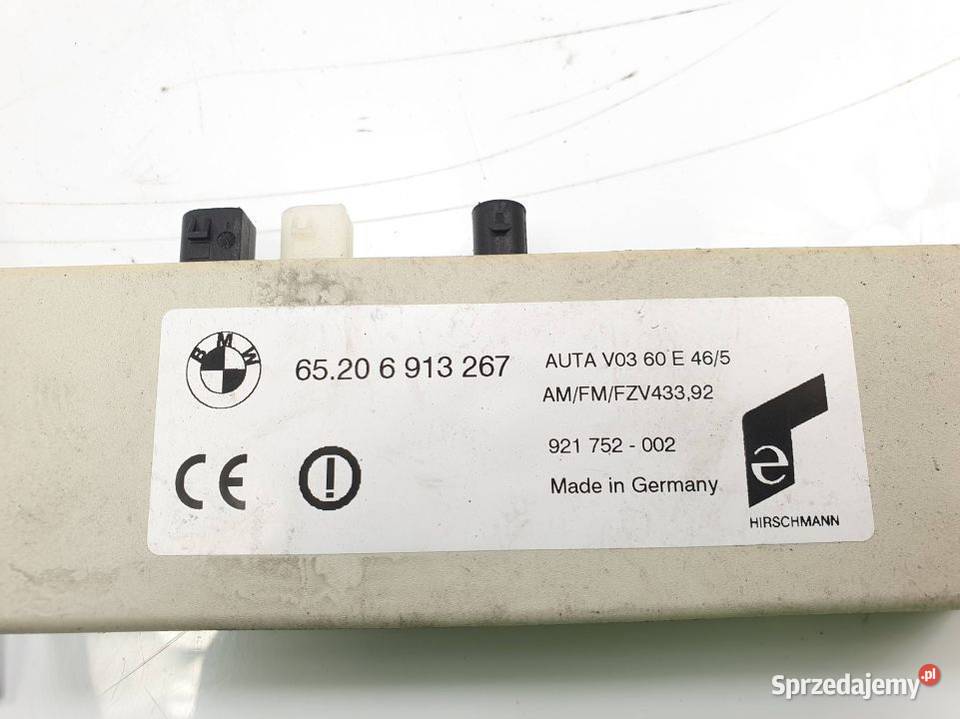 BMW
65.20 6 913 267
AUTA V03 60 E 46/5
AM/FM/FZV433,92
CE
921 752 - 002
Made in Germany
e
HIRSCHMANN
Sprzedajemy.pl